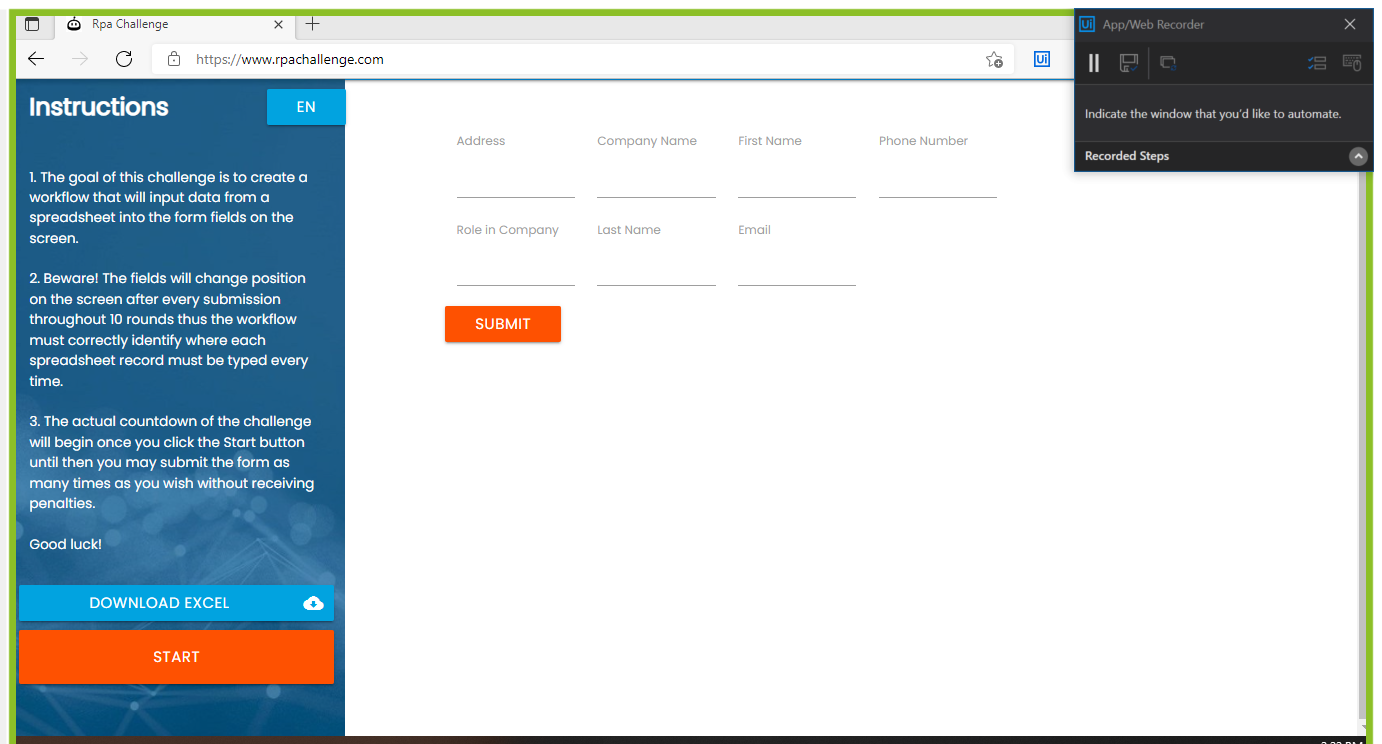 Rpa Challenge
https://www.rpachallenge.com
Ui
Ui App/Web Recorder
Indicate the window that you'd like to automate.
Recorded Steps
Instructions
EN
1. The goal of this challenge is to create a
workflow that will input data from a
spreadsheet into the form fields on the
screen.
2. Beware! The fields will change position
on the screen after every submission
throughout 10 rounds thus the workflow
must correctly identify where each
spreadsheet record must be typed every
time.
3. The actual countdown of the challenge
will begin once you click the Start button
until then you may submit the form as
many times as you wish without receiving
penalties.
Good luck!
DOWNLOAD EXCEL
START
Address Company Name First Name Phone Number
Role in Company Last Name Email
SUBMIT